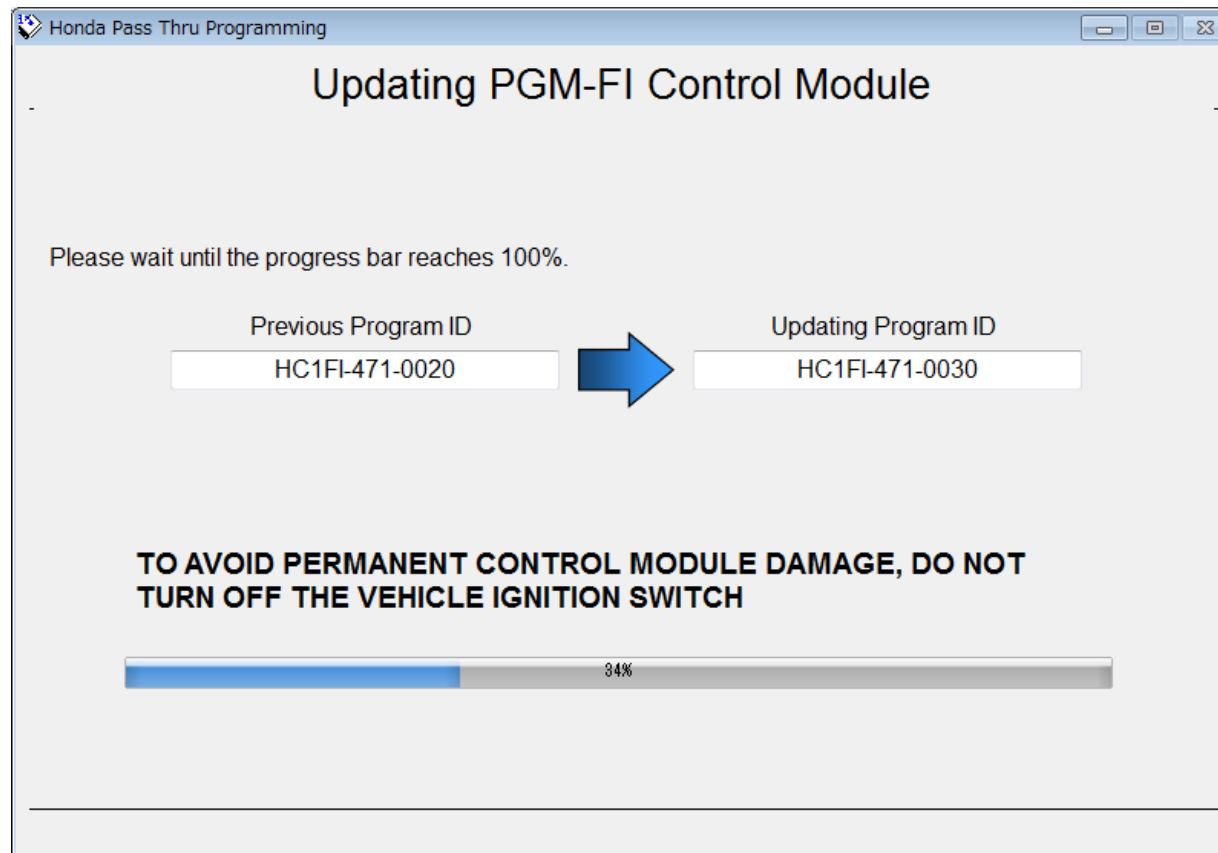 Honda Pass Thru Programming
Updating PGM-FI Control Module
Please wait until the progress bar reaches 100%.
Previous Program ID
Updating Program ID
HC1FI-471-0020
HC1FI-471-0030
TO AVOID PERMANENT CONTROL MODULE DAMAGE, DO NOT
TURN OFF THE VEHICLE IGNITION SWITCH
34%